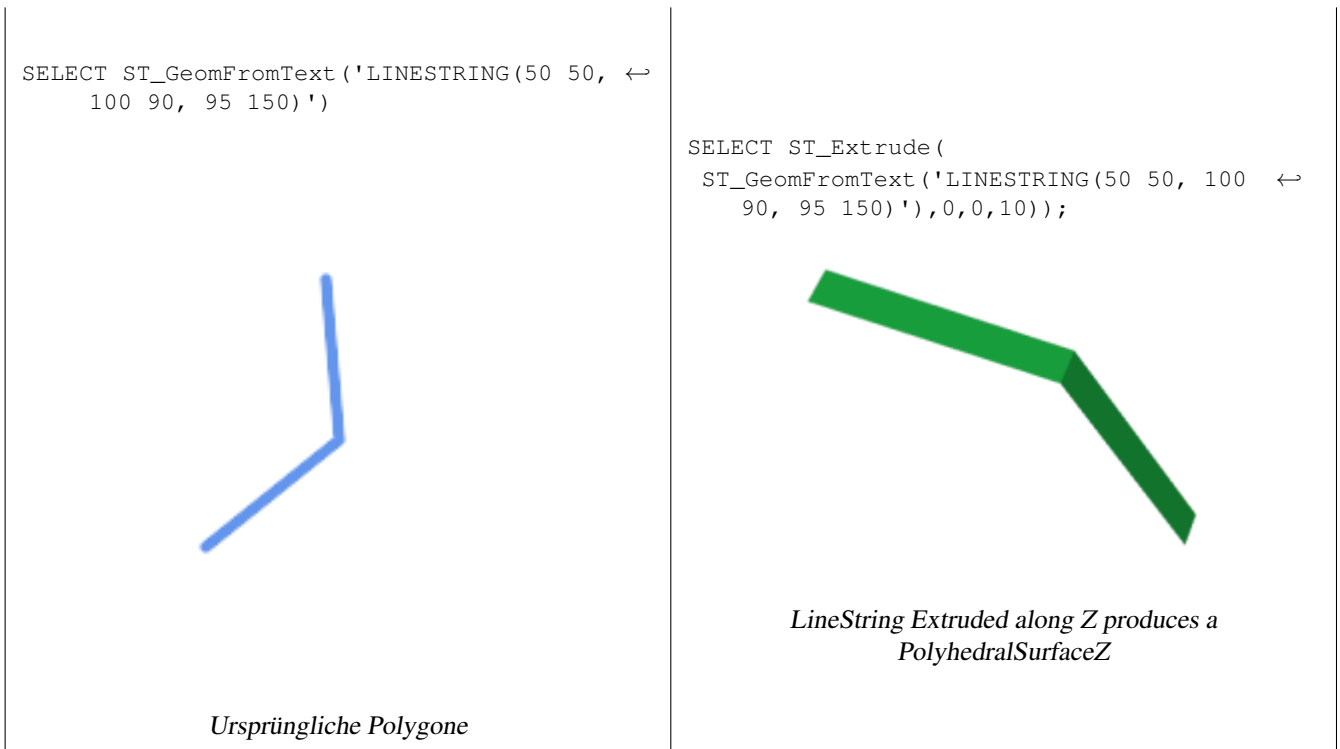 SELECT ST_GeomFromText('LINESTRING(50 50, ↩
100 90, 95 150)')
Ursprüngliche Polygone
SELECT ST_Extrude(
ST_GeomFromText('LINESTRING(50 50, 100 ↩
90, 95 150)'),0,0,10));
LineString Extruded along Z produces a
PolyhedralSurfaceZ